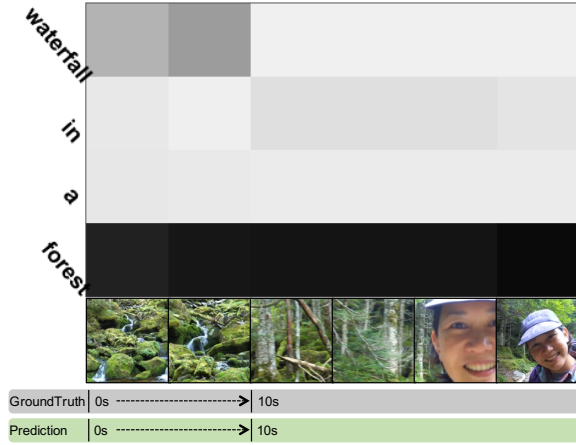 waterfall
in
a
forest
GroundTruth 0s 10s
Prediction 0s 10s